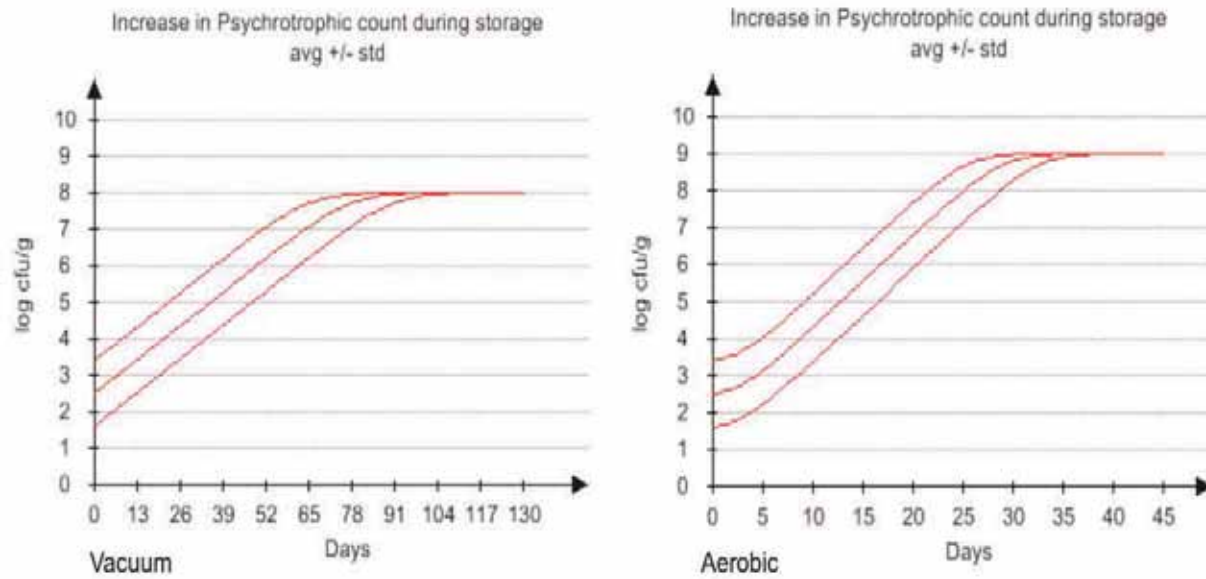 Increase in Psychrotrophic count during storage
avg +/- std
10
9
8
7
6
5
4
3
2
1
0
log cfu/g
0 13 26 39 52 65 78 91 104 117 130
Days
Vacuum
Increase in Psychrotrophic count during storage
avg +/- std
10
9
8
7
6
5
4
3
2
1
0
log cfu/g
0 5 10 15 20 25 30 35 40 45
Days
Aerobic